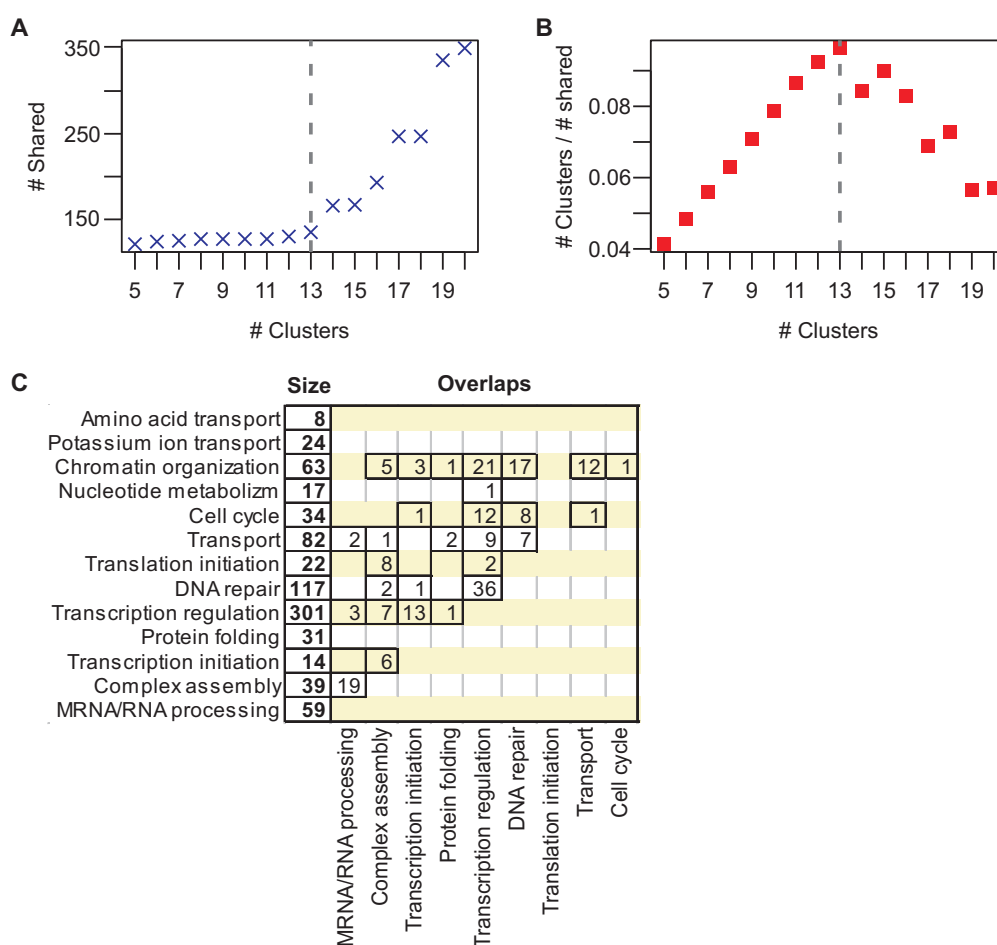 A
350
250
150
# Shared
5 7 9 11 13 15 17 19
# Clusters
B
0.08
0.06
0.04
# Clusters / # shared
5 7 9 11 13 15 17 19
# Clusters
C
Size Overlaps
Amino acid transport 8
Potassium ion transport 24
Chromatin organization 63 5 3 1 21 17 12 1
Nucleotide metabolizm 17 1
Cell cycle 34 1 12 8 1
Transport 82 2 1 2 9 7
Translation initiation 22 8 2
DNA repair 117 2 1 36
Transcription regulation 301 3 7 13 1
Protein folding 31
Transcription initiation 14 6
Complex assembly 39 19
MRNA/RNA processing 59
MRNA/RNA processing
Complex assembly
Transcription initiation
Protein folding
Transcription regulation
DNA repair
Translation initiation
Transport
Cell cycle